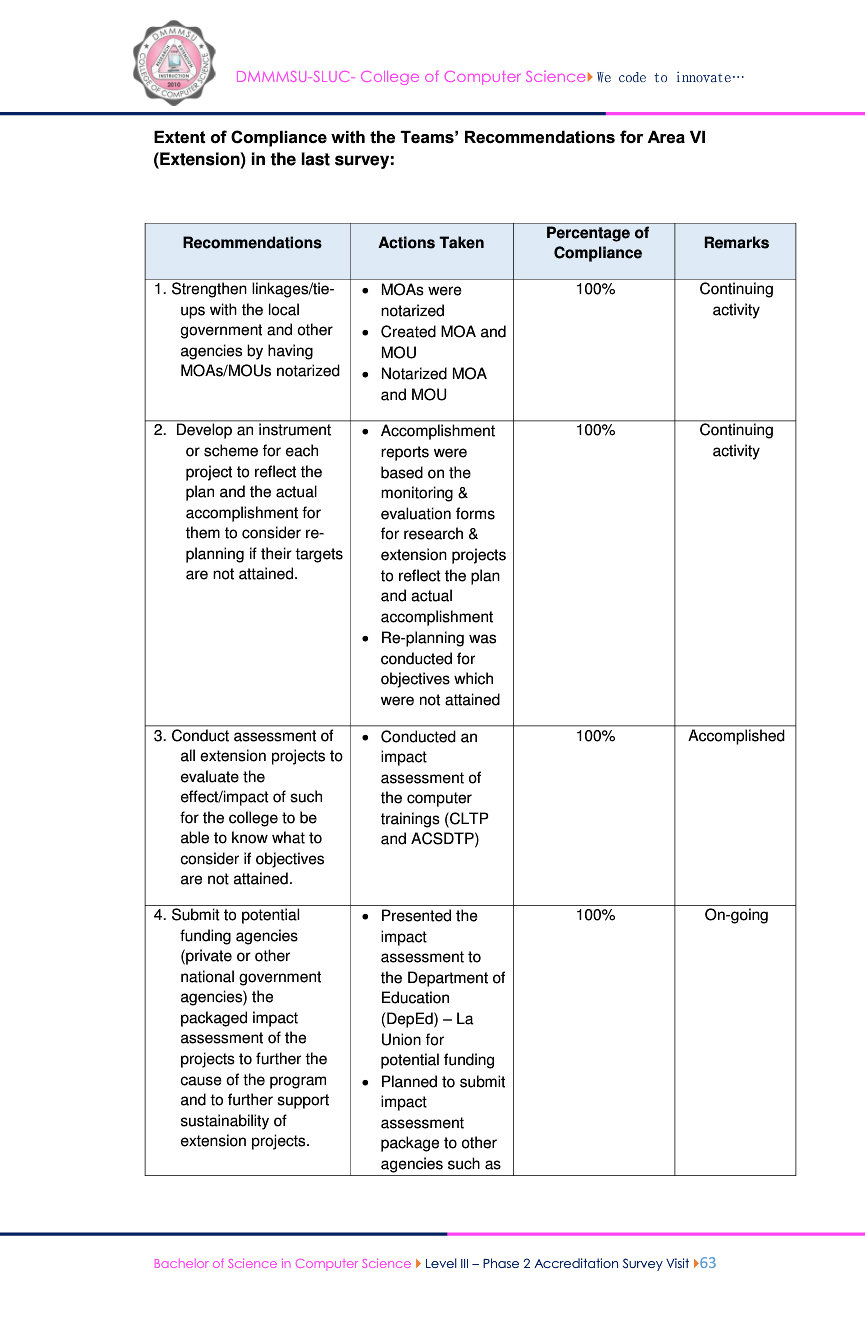 DMMMSU
COLLEGE OF COMPUTER SCIENCE
RESEARCH
EXTENSION
INSTRUCTION
2010
DMMMSU-SLUC- College of Computer Science We code to innovate…
Extent of Compliance with the Teams’ Recommendations for Area VI
(Extension) in the last survey:
Recommendations
Actions Taken
Percentage of
Compliance
Remarks
1. Strengthen linkages/tie-
ups with the local
government and other
agencies by having
MOAs/MOUs notarized
• MOAs were
notarized
• Created MOA and
MOU
• Notarized MOA
and MOU
100%
Continuing
activity
2. Develop an instrument
or scheme for each
project to reflect the
plan and the actual
accomplishment for
them to consider re-
planning if their targets
are not attained.
• Accomplishment
reports were
based on the
monitoring &
evaluation forms
for research &
extension projects
to reflect the plan
and actual
accomplishment
• Re-planning was
conducted for
objectives which
were not attained
100%
Continuing
activity
3. Conduct assessment of
all extension projects to
evaluate the
effect/impact of such
for the college to be
able to know what to
consider if objectives
are not attained.
• Conducted an
impact
assessment of
the computer
trainings (CLTP
and ACSDTP)
100%
Accomplished
4. Submit to potential
funding agencies
(private or other
national government
agencies) the
packaged impact
assessment of the
projects to further the
cause of the program
and to further support
sustainability of
extension projects.
• Presented the
impact
assessment to
the Department of
Education
(DepEd) – La
Union for
potential funding
• Planned to submit
impact
assessment
package to other
agencies such as
100%
On-going
Bachelor of Science in Computer Science Level III – Phase 2 Accreditation Survey Visit 63